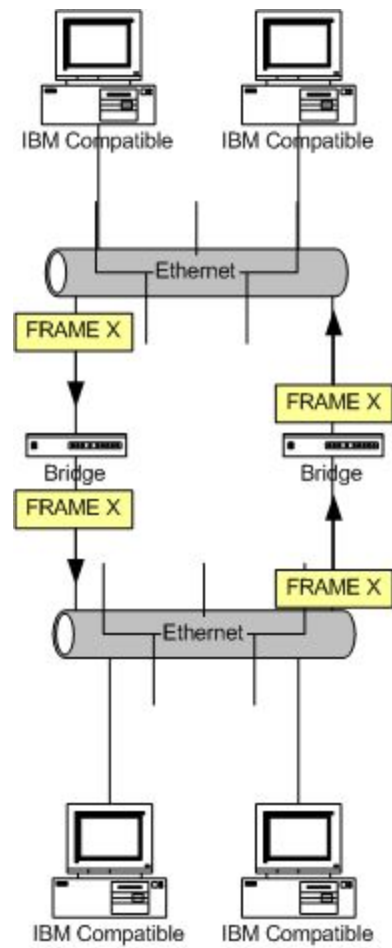 IBM Compatible
IBM Compatible
Ethernet
FRAME X
FRAME X
Bridge
Bridge
FRAME X
FRAME X
Ethernet
IBM Compatible
IBM Compatible